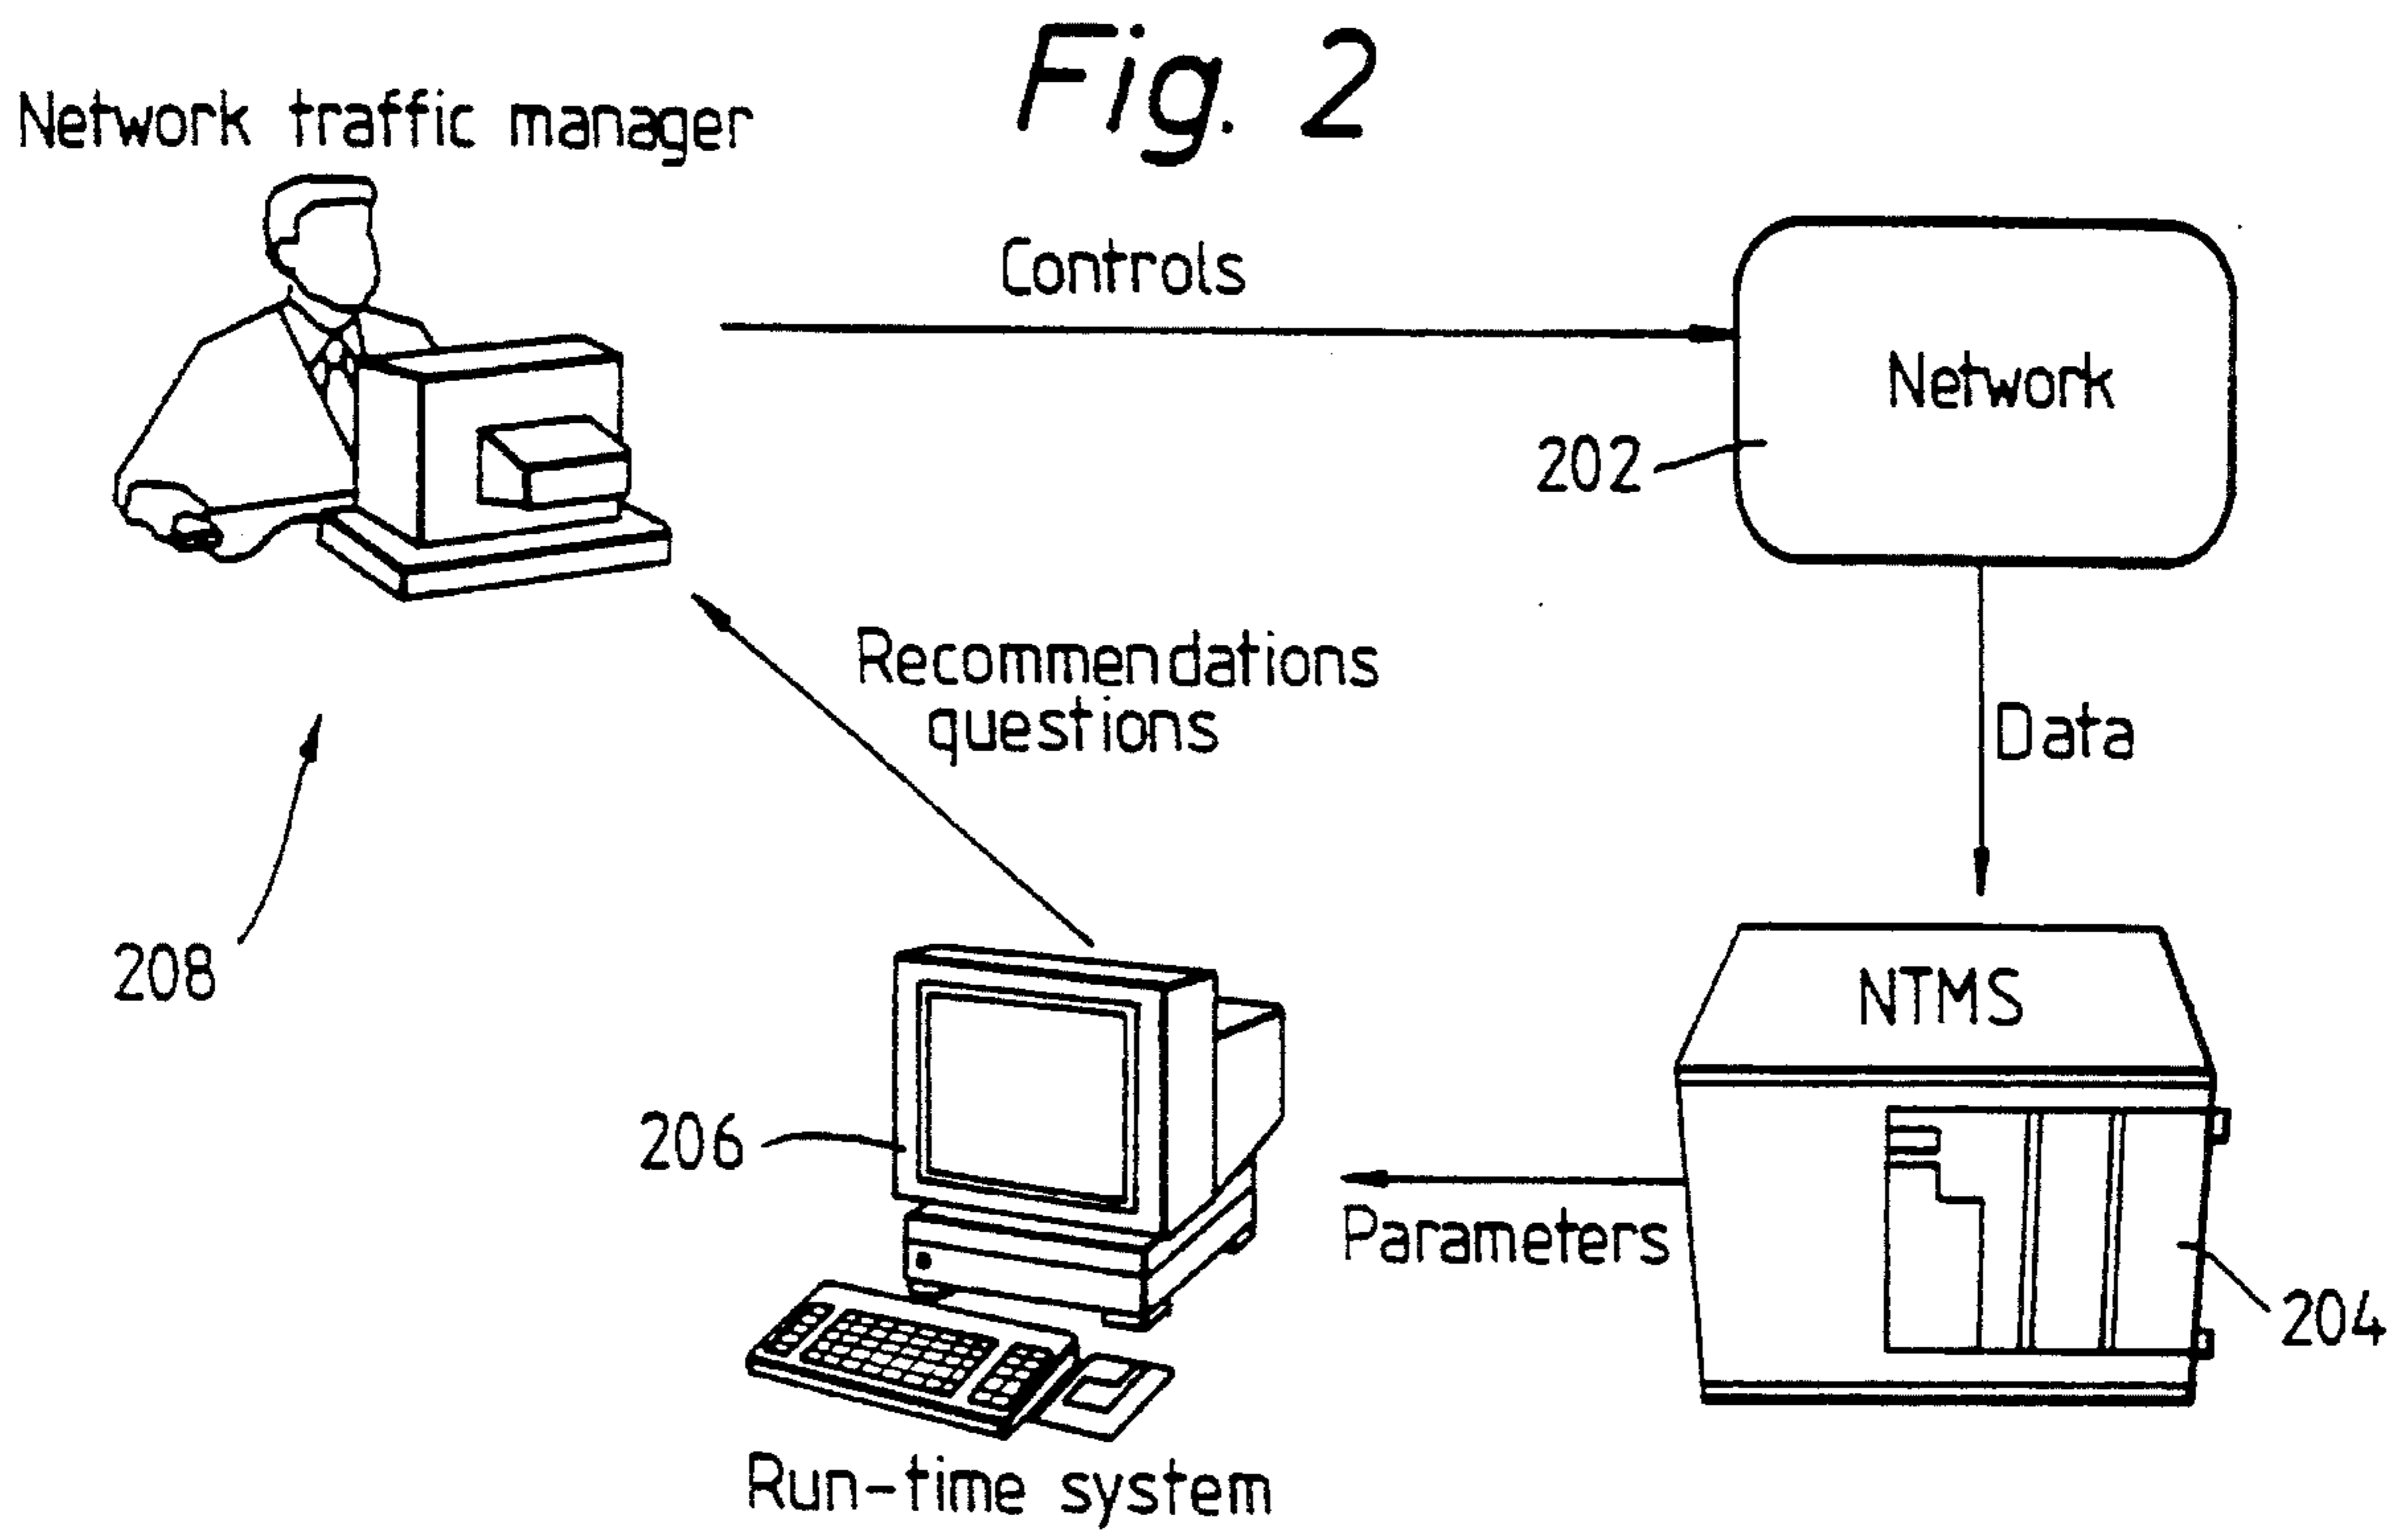 Fig. 2
Network traffic manager
Controls
Network
202
Recommendations
questions
Data
208
NTMS
206
Parameters
204
Run-time system